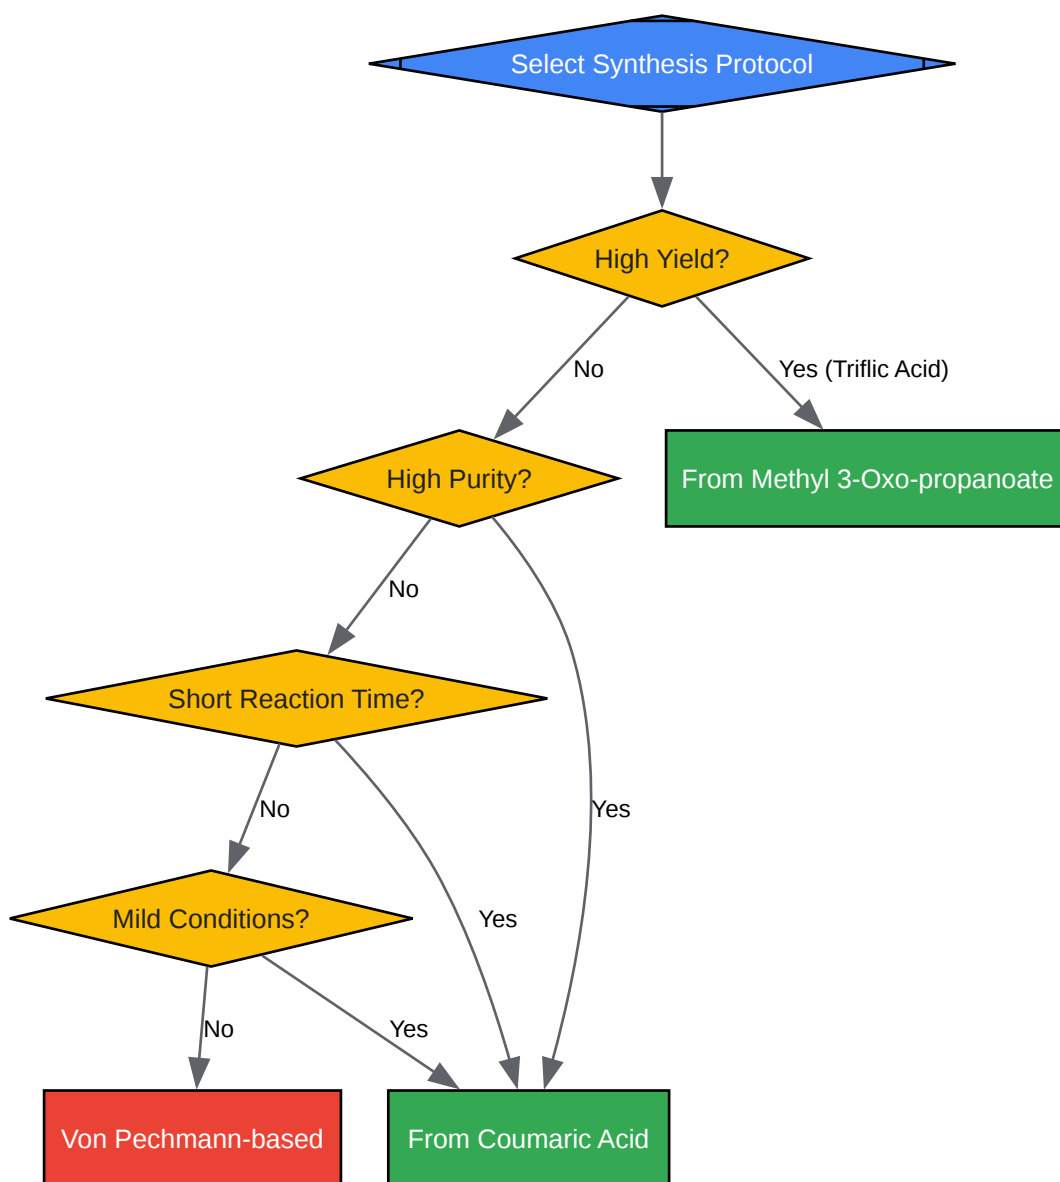 Select Synthesis Protocol
High Yield?
No
Yes (Triflic Acid)
High Purity?
From Methyl 3-Oxo-propanoate
No
Short Reaction Time?
No
Yes
Mild Conditions?
Yes
No
Yes
Von Pechmann-based
From Coumaric Acid